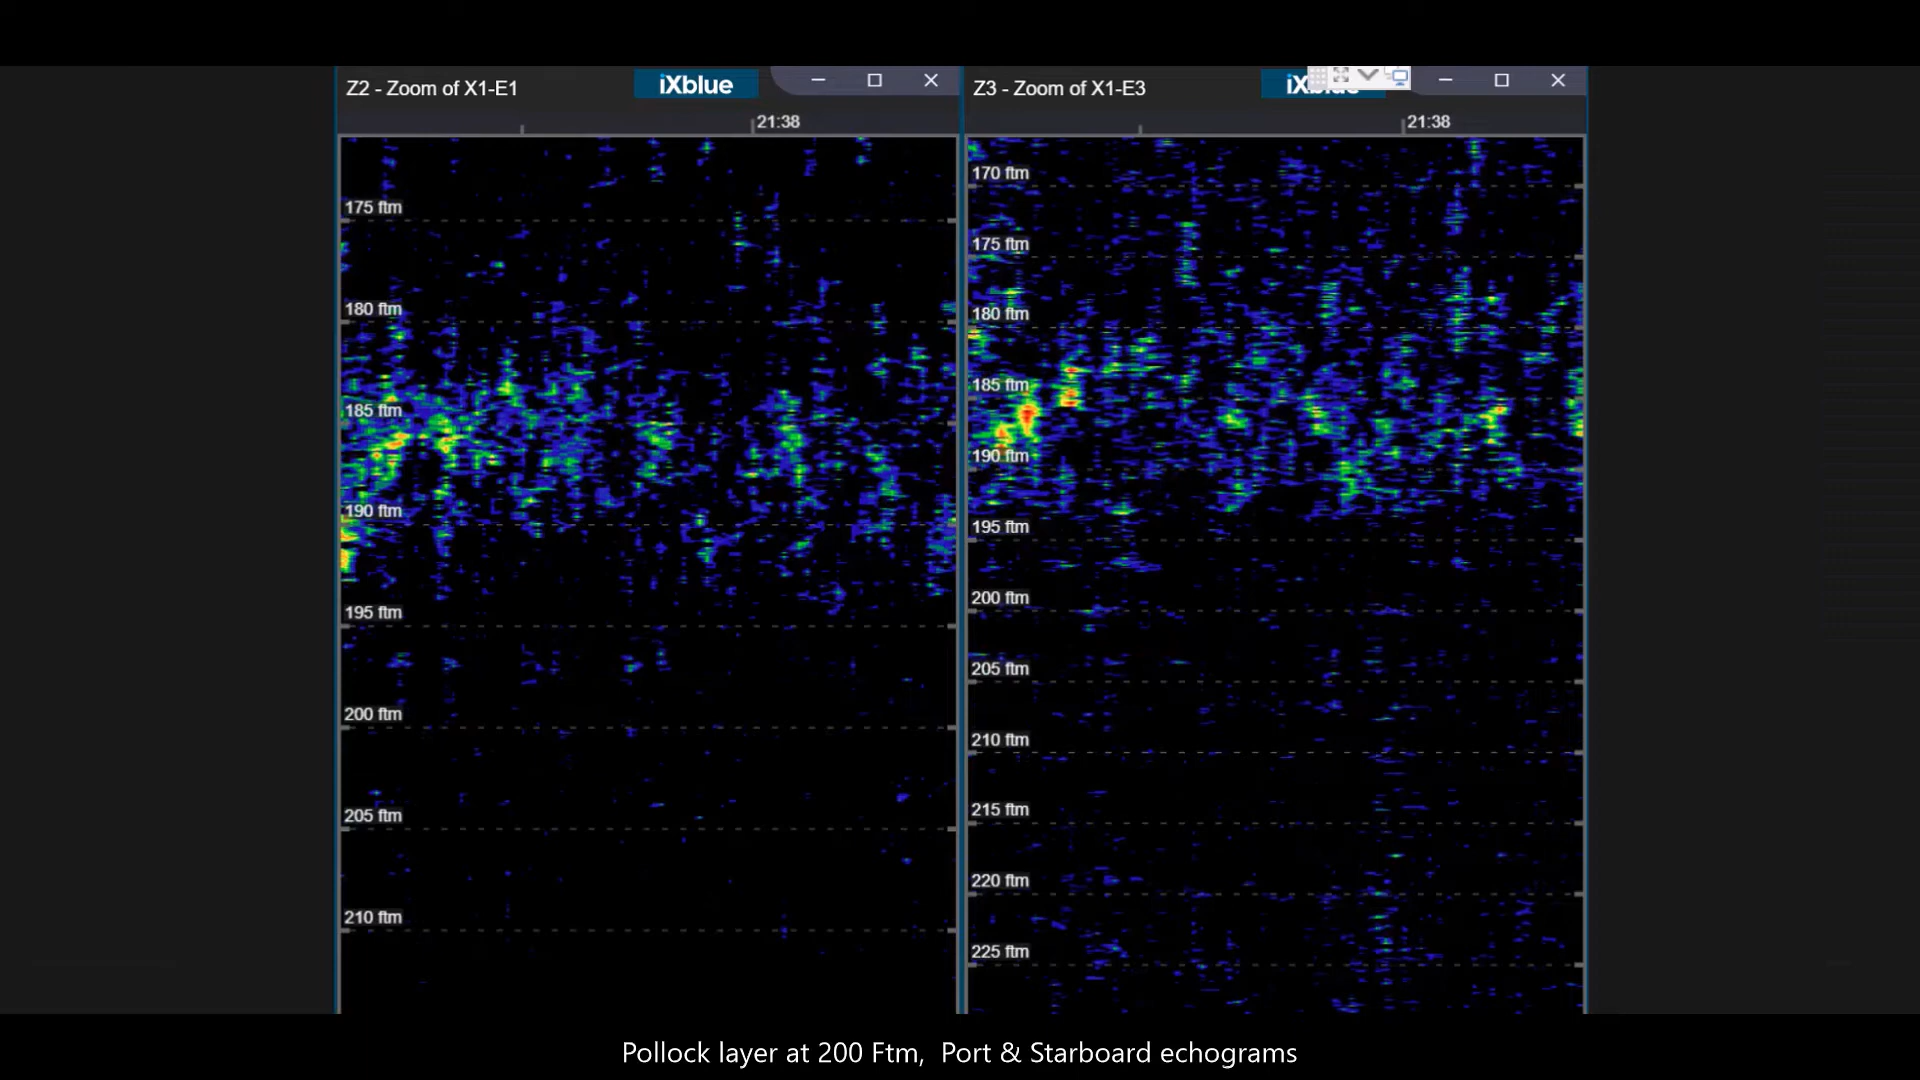 Z2 - Zoom of X1-E1
iXblue
21:38
175 ftm
180 ftm
185 ftm
190 ftm
195 ftm
200 ftm
205 ftm
210 ftm
Z3 - Zoom of X1-E3
iXblue
21:38
170 ftm
175 ftm
180 ftm
185 ftm
190 ftm
195 ftm
200 ftm
205 ftm
210 ftm
215 ftm
220 ftm
225 ftm
Pollock layer at 200 Ftm, Port & Starboard echograms